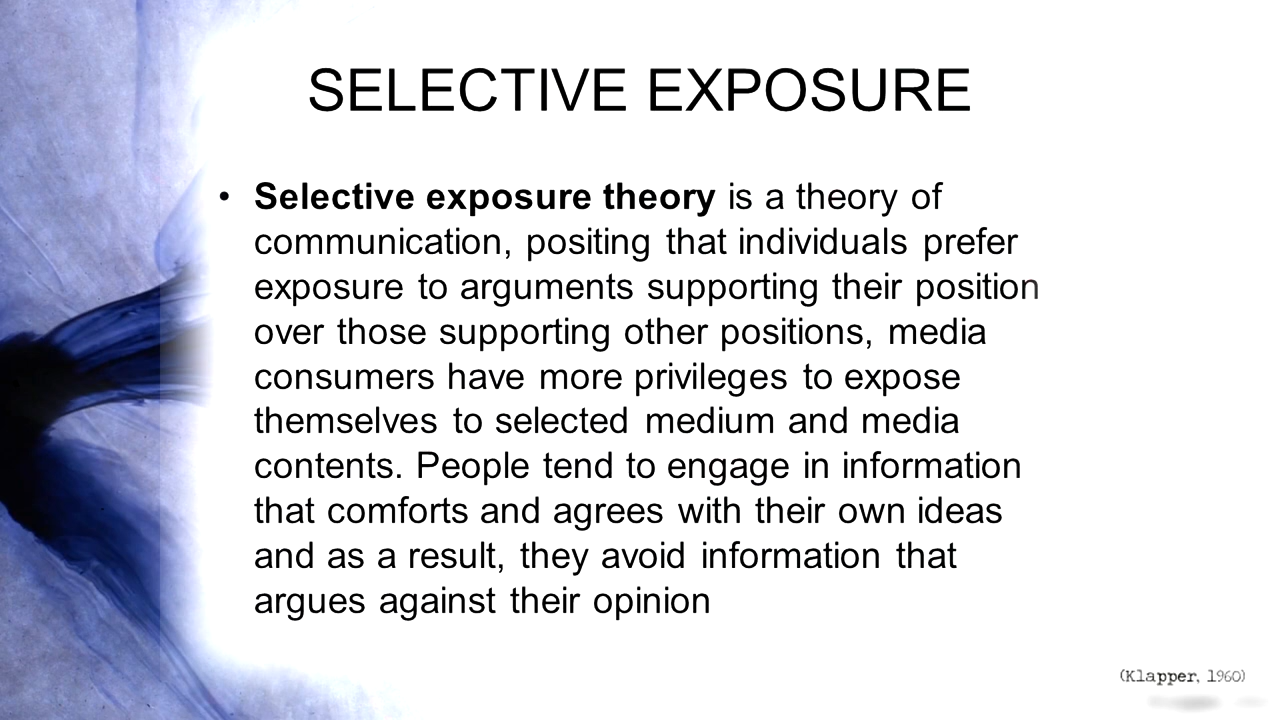 SELECTIVE EXPOSURE
• Selective exposure theory is a theory of
communication, positing that individuals prefer
exposure to arguments supporting their position
over those supporting other positions, media
consumers have more privileges to expose
themselves to selected medium and media
contents. People tend to engage in information
that comforts and agrees with their own ideas
and as a result, they avoid information that
argues against their opinion
(Klapper, 1960)